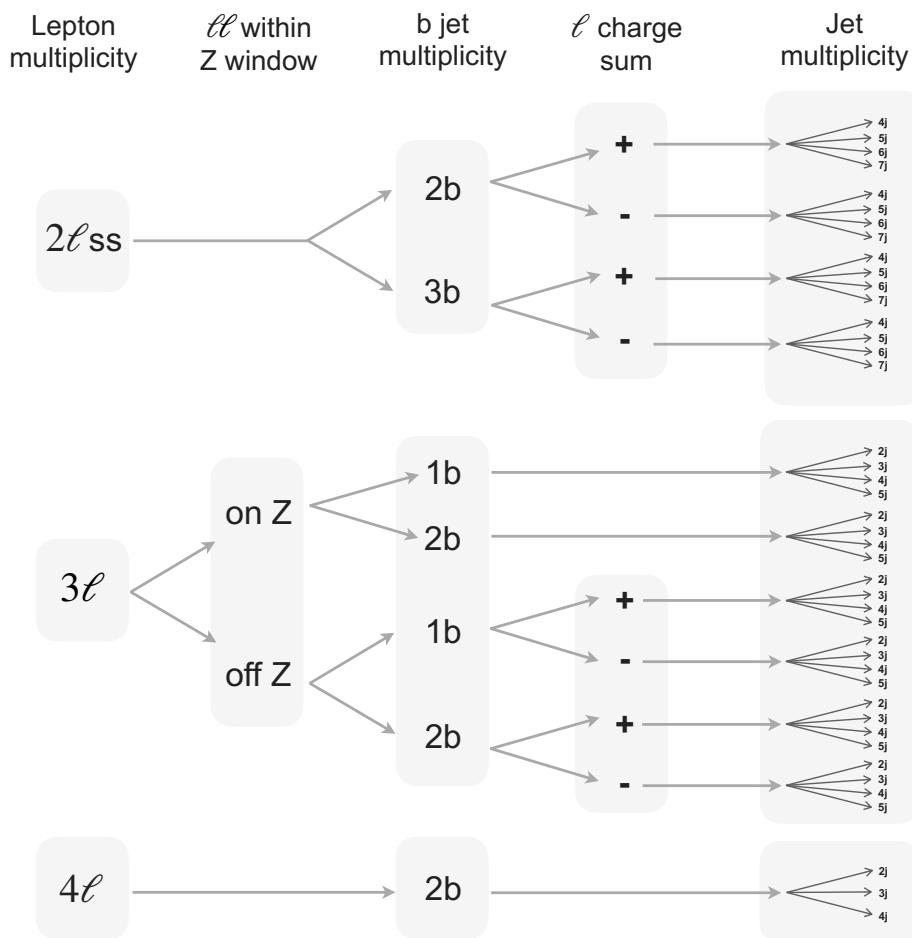 Lepton
multiplicity
ℓℓ within
Z window
b jet
multiplicity
ℓ charge
sum
Jet
multiplicity
2ℓ ss
2b
3b
+
-
+
-
4j
5j
6j
7j
4j
5j
6j
7j
4j
5j
6j
7j
4j
5j
6j
7j
3ℓ
on Z
off Z
1b
2b
1b
2b
+
-
+
-
2j
3j
4j
5j
2j
3j
4j
5j
2j
3j
4j
5j
2j
3j
4j
5j
2j
3j
4j
5j
2j
3j
4j
5j
4ℓ
2b
2j
3j
4j